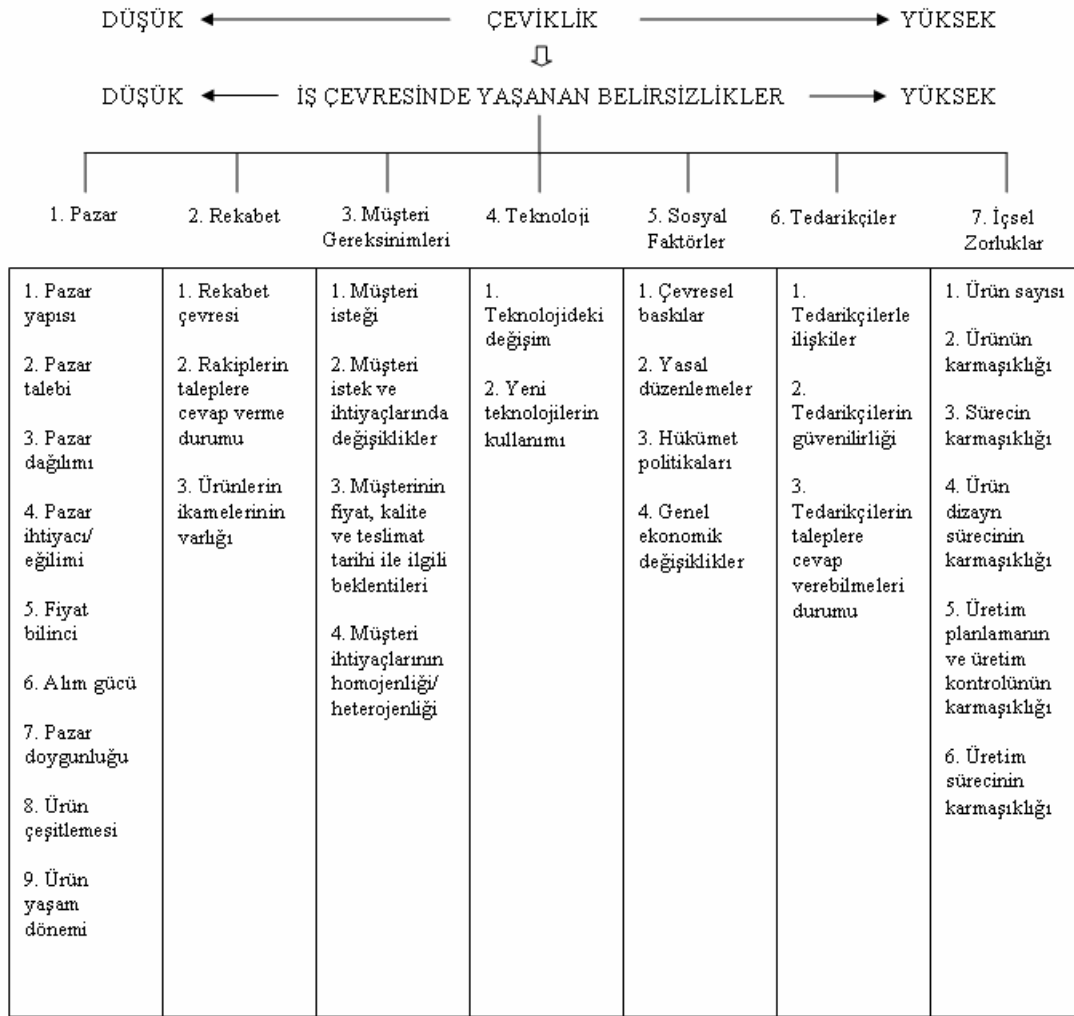 DÜŞÜK ÇEVİKLİK YÜKSEK
DÜŞÜK İŞ ÇEVRESİNDE YAŞANAN BELİRSİZLİKLER YÜKSEK
1. Pazar
2. Rekabet
3. Müşteri
Gereksinimleri
4. Teknoloji
5. Sosyal
Faktörler
6. Tedarikçiler
7. İçsel
Zorluklar
1. Pazar
yapısı
2. Pazar
talebi
3. Pazar
dağılımı
4. Pazar
ihtiyacı/
eğilimi
5. Fiyat
bilinci
6. Alım gücü
7. Pazar
doygunluğu
8. Ürün
çeşitlemesi
9. Ürün
yaşam
dönemi
1. Rekabet
çevresi
2. Rakiplerin
taleplere
cevap verme
durumu
3. Ürünlerin
ikamelerinin
varlığı
1. Müşteri
isteği
2. Müşteri
istek ve
ihtiyaçlarında
değişiklikler
3. Müşterinin
fiyat, kalite
ve teslimat
tarihi ile ilgili
beklentileri
4. Müşteri
ihtiyaçlarının
homojenliği/
heterojenliği
1.
Teknolojideki
değişim
2. Yeni
teknolojilerin
kullanımı
1. Çevresel
baskılar
2. Yasal
düzenlemeler
3. Hükümet
politikaları
4. Genel
ekonomik
değişiklikler
1.
Tedarikçilerle
ilişkiler
2.
Tedarikçilerin
güvenilirliği
3.
Tedarikçilerin
taleplere
cevap
verebilmeleri
durumu
1. Ürün sayısı
2. Ürünün
karmaşıklığı
3. Sürecin
karmaşıklığı
4. Ürün
dizayn
sürecinin
karmaşıklığı
5. Üretim
planlamanın
ve üretim
kontrolünün
karmaşıklığı
6. Üretim
sürecinin
karmaşıklığı